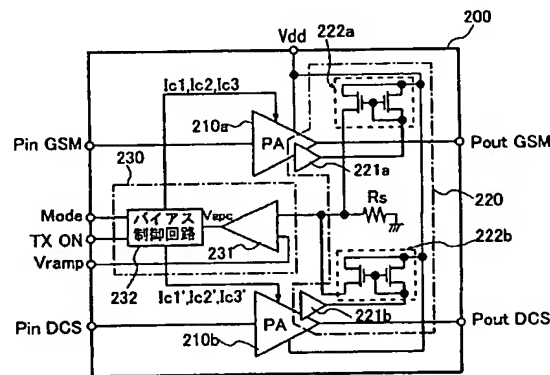 Vdd
222a
200
Ic1,Ic2,Ic3
210a
Pin GSM
PA
Pout GSM
230
221a
220
Mode
TX ON
Vramp
バイアス
制御回路
Vapc
231
Rs
222b
232
Ic1',Ic2',Ic3'
Pin DCS
PA
221b
Pout DCS
210b